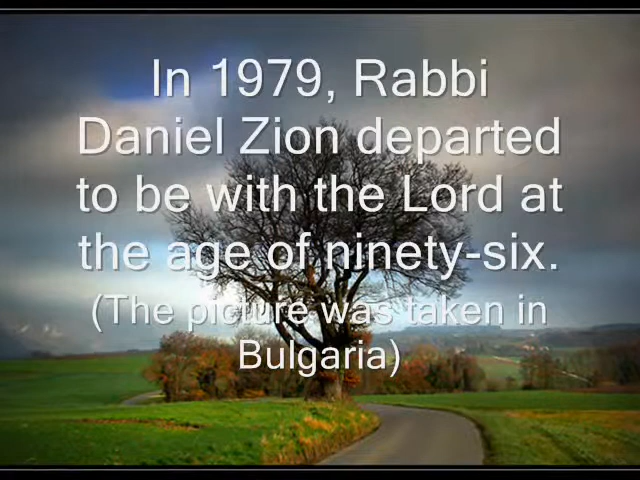 In 1979, Rabbi
Daniel Zion departed
to be with the Lord at
the age of ninety-six.
(The picture was taken in
Bulgaria)